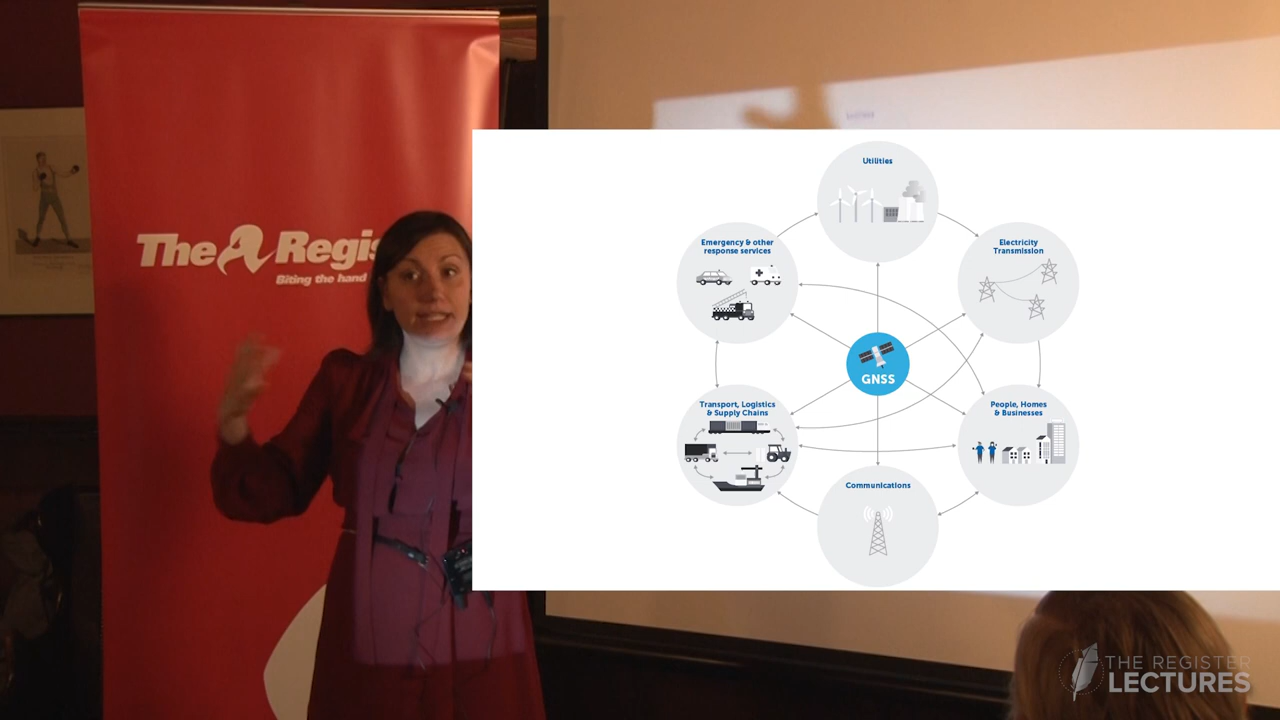 The Regis
Biting the hand
Utilities
Emergency & other
response services
Electricity
Transmission
GNSS
Transport, Logistics
& Supply Chains
People, Homes
& Businesses
Communications
THE REGISTER
LECTURES